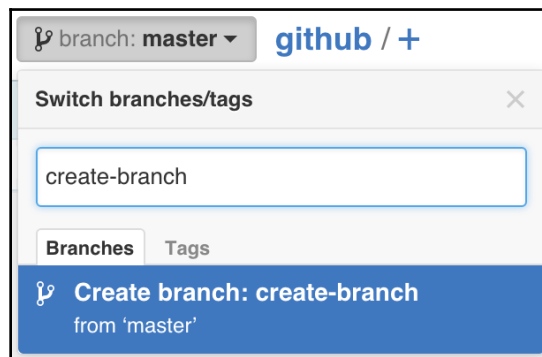 branch: master github / +
Switch branches/tags ×
create-branch
Branches Tags
Create branch: create-branch
from ‘master’